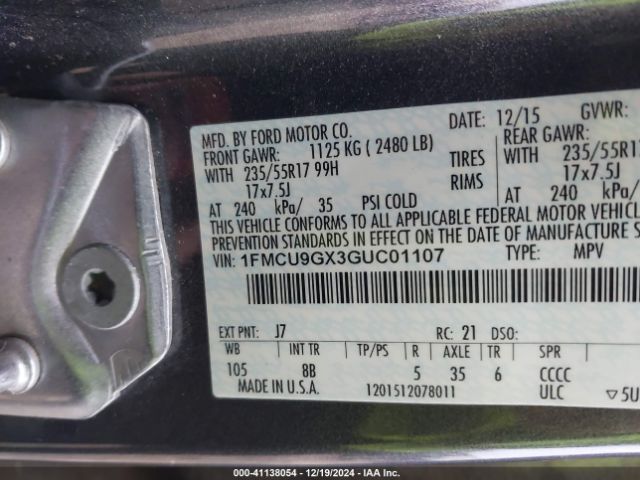 MFD. BY FORD MOTOR CO.
DATE: 12/15 GVWR:
FRONT GAWR: 1125 KG ( 2480 LB)
REAR GAWR:
WITH 235/55R17 99H TIRES WITH 235/55R17
17x7.5J RIMS 17x7.5J
AT 240 kPa/ 35 PSI COLD AT 240 kPa/
THIS VEHICLE CONFORMS TO ALL APPLICABLE FEDERAL MOTOR VEHICL
PREVENTION STANDARDS IN EFFECT ON THE DATE OF MANUFACTURE S
VIN: 1FMCU9GX3GUC01107 TYPE: MPV
EXT PNT: J7 RC: 21 DSO:
WB INT TR TP/PS R AXLE TR SPR
105 8B 5 35 6 CCCC
MADE IN U.S.A. 1201512078011 ULC ▽5U
000-41138054 - 12/19/2024 - IAA Inc.